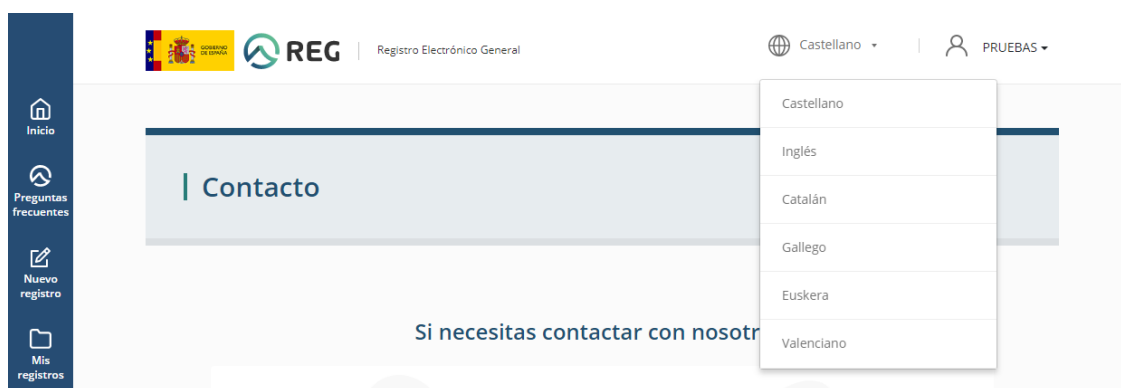 GOBIERNO
DE ESPAÑA
REG
Registro Electrónico General
Castellano
PRUEBAS
Inicio
Preguntas
frecuentes
Nuevo
registro
Mis
registros
Contacto
Si necesitas contactar con nosotr
Castellano
Inglés
Catalán
Gallego
Euskera
Valenciano